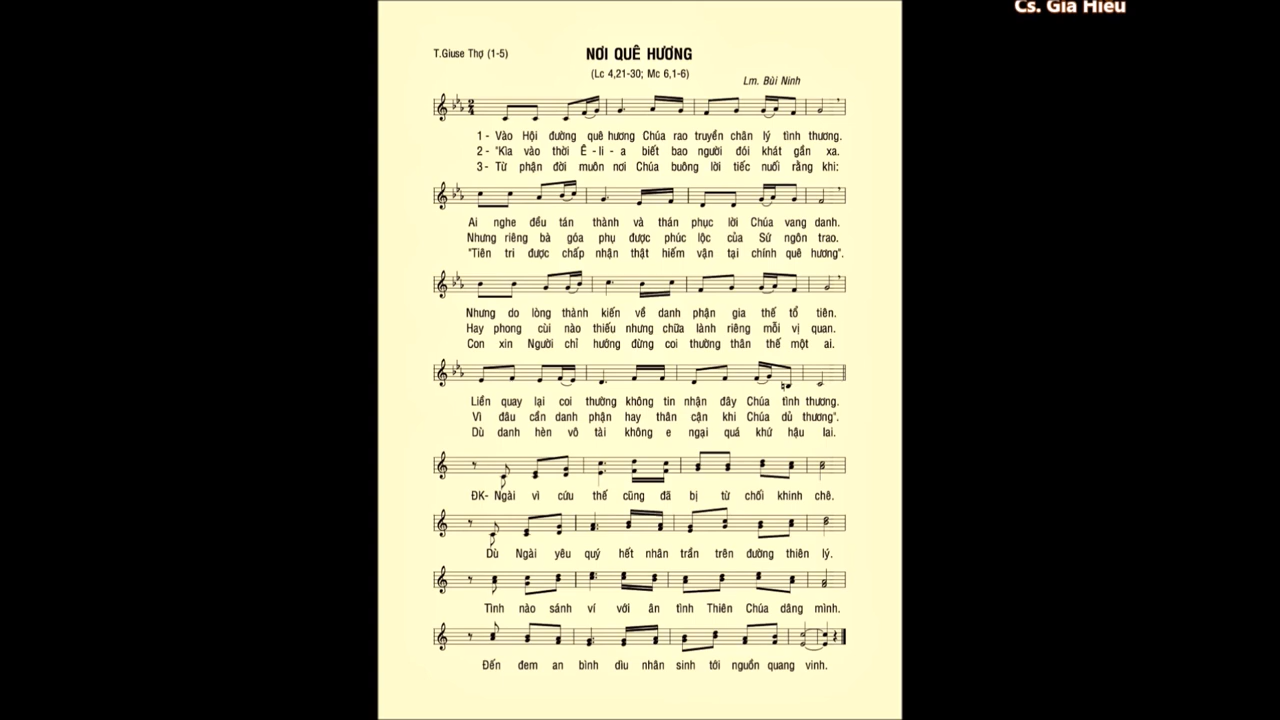 Cs. Gia Hiếu
T.Giuse Thợ (1-5)
NƠI QUÊ HƯƠNG
(Lc 4,21-30; Mc 6,1-6)
Lm. Bùi Ninh
1 - Vào Hội đường quê hương Chúa rao truyền chân lý tình thương.
2 - "Kìa vào thời Ê - li - a biết bao người đói khát gần xa.
3 - Từ phận đời muôn nơi Chúa buông lời tiếc nuối rằng khi:
Ai nghe đều tán thành và thán phục lời Chúa vang danh.
Nhưng riêng bà góa phụ được phúc lộc của Sứ ngôn trao.
"Tiên tri được chấp nhận thật hiếm vận tại chính quê hương".
Nhưng do lòng thành kiến về danh phận gia thế tổ tiên.
Hay phong cùi nào thiếu nhưng chữa lành riêng mỗi vị quan.
Con xin Người chỉ hướng đừng coi thường thân thế một ai.
Liền quay lại coi thường không tin nhận đây Chúa tình thương.
Vì đâu cần danh phận hay thân cận khi Chúa dủ thương".
Dù danh hèn vô tài không e ngại quá khứ hậu lai.
ĐK- Ngài vì cứu thế cũng đã bị từ chối khinh chê.
Dù Ngài yêu quý hết nhân trần trên đường thiên lý.
Tình nào sánh ví với ân tình Thiên Chúa dâng mình.
Đến đem an bình dìu nhân sinh tới nguồn quang vinh.